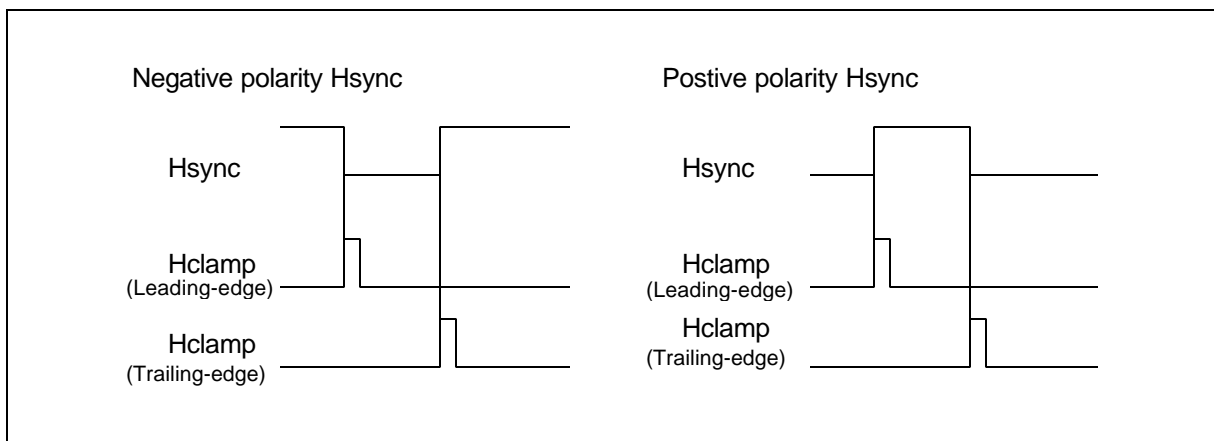 Negative polarity Hsync
Hsync
Hclamp
(Leading-edge)
Hclamp
(Trailing-edge)
Postive polarity Hsync
Hsync
Hclamp
(Leading-edge)
Hclamp
(Trailing-edge)